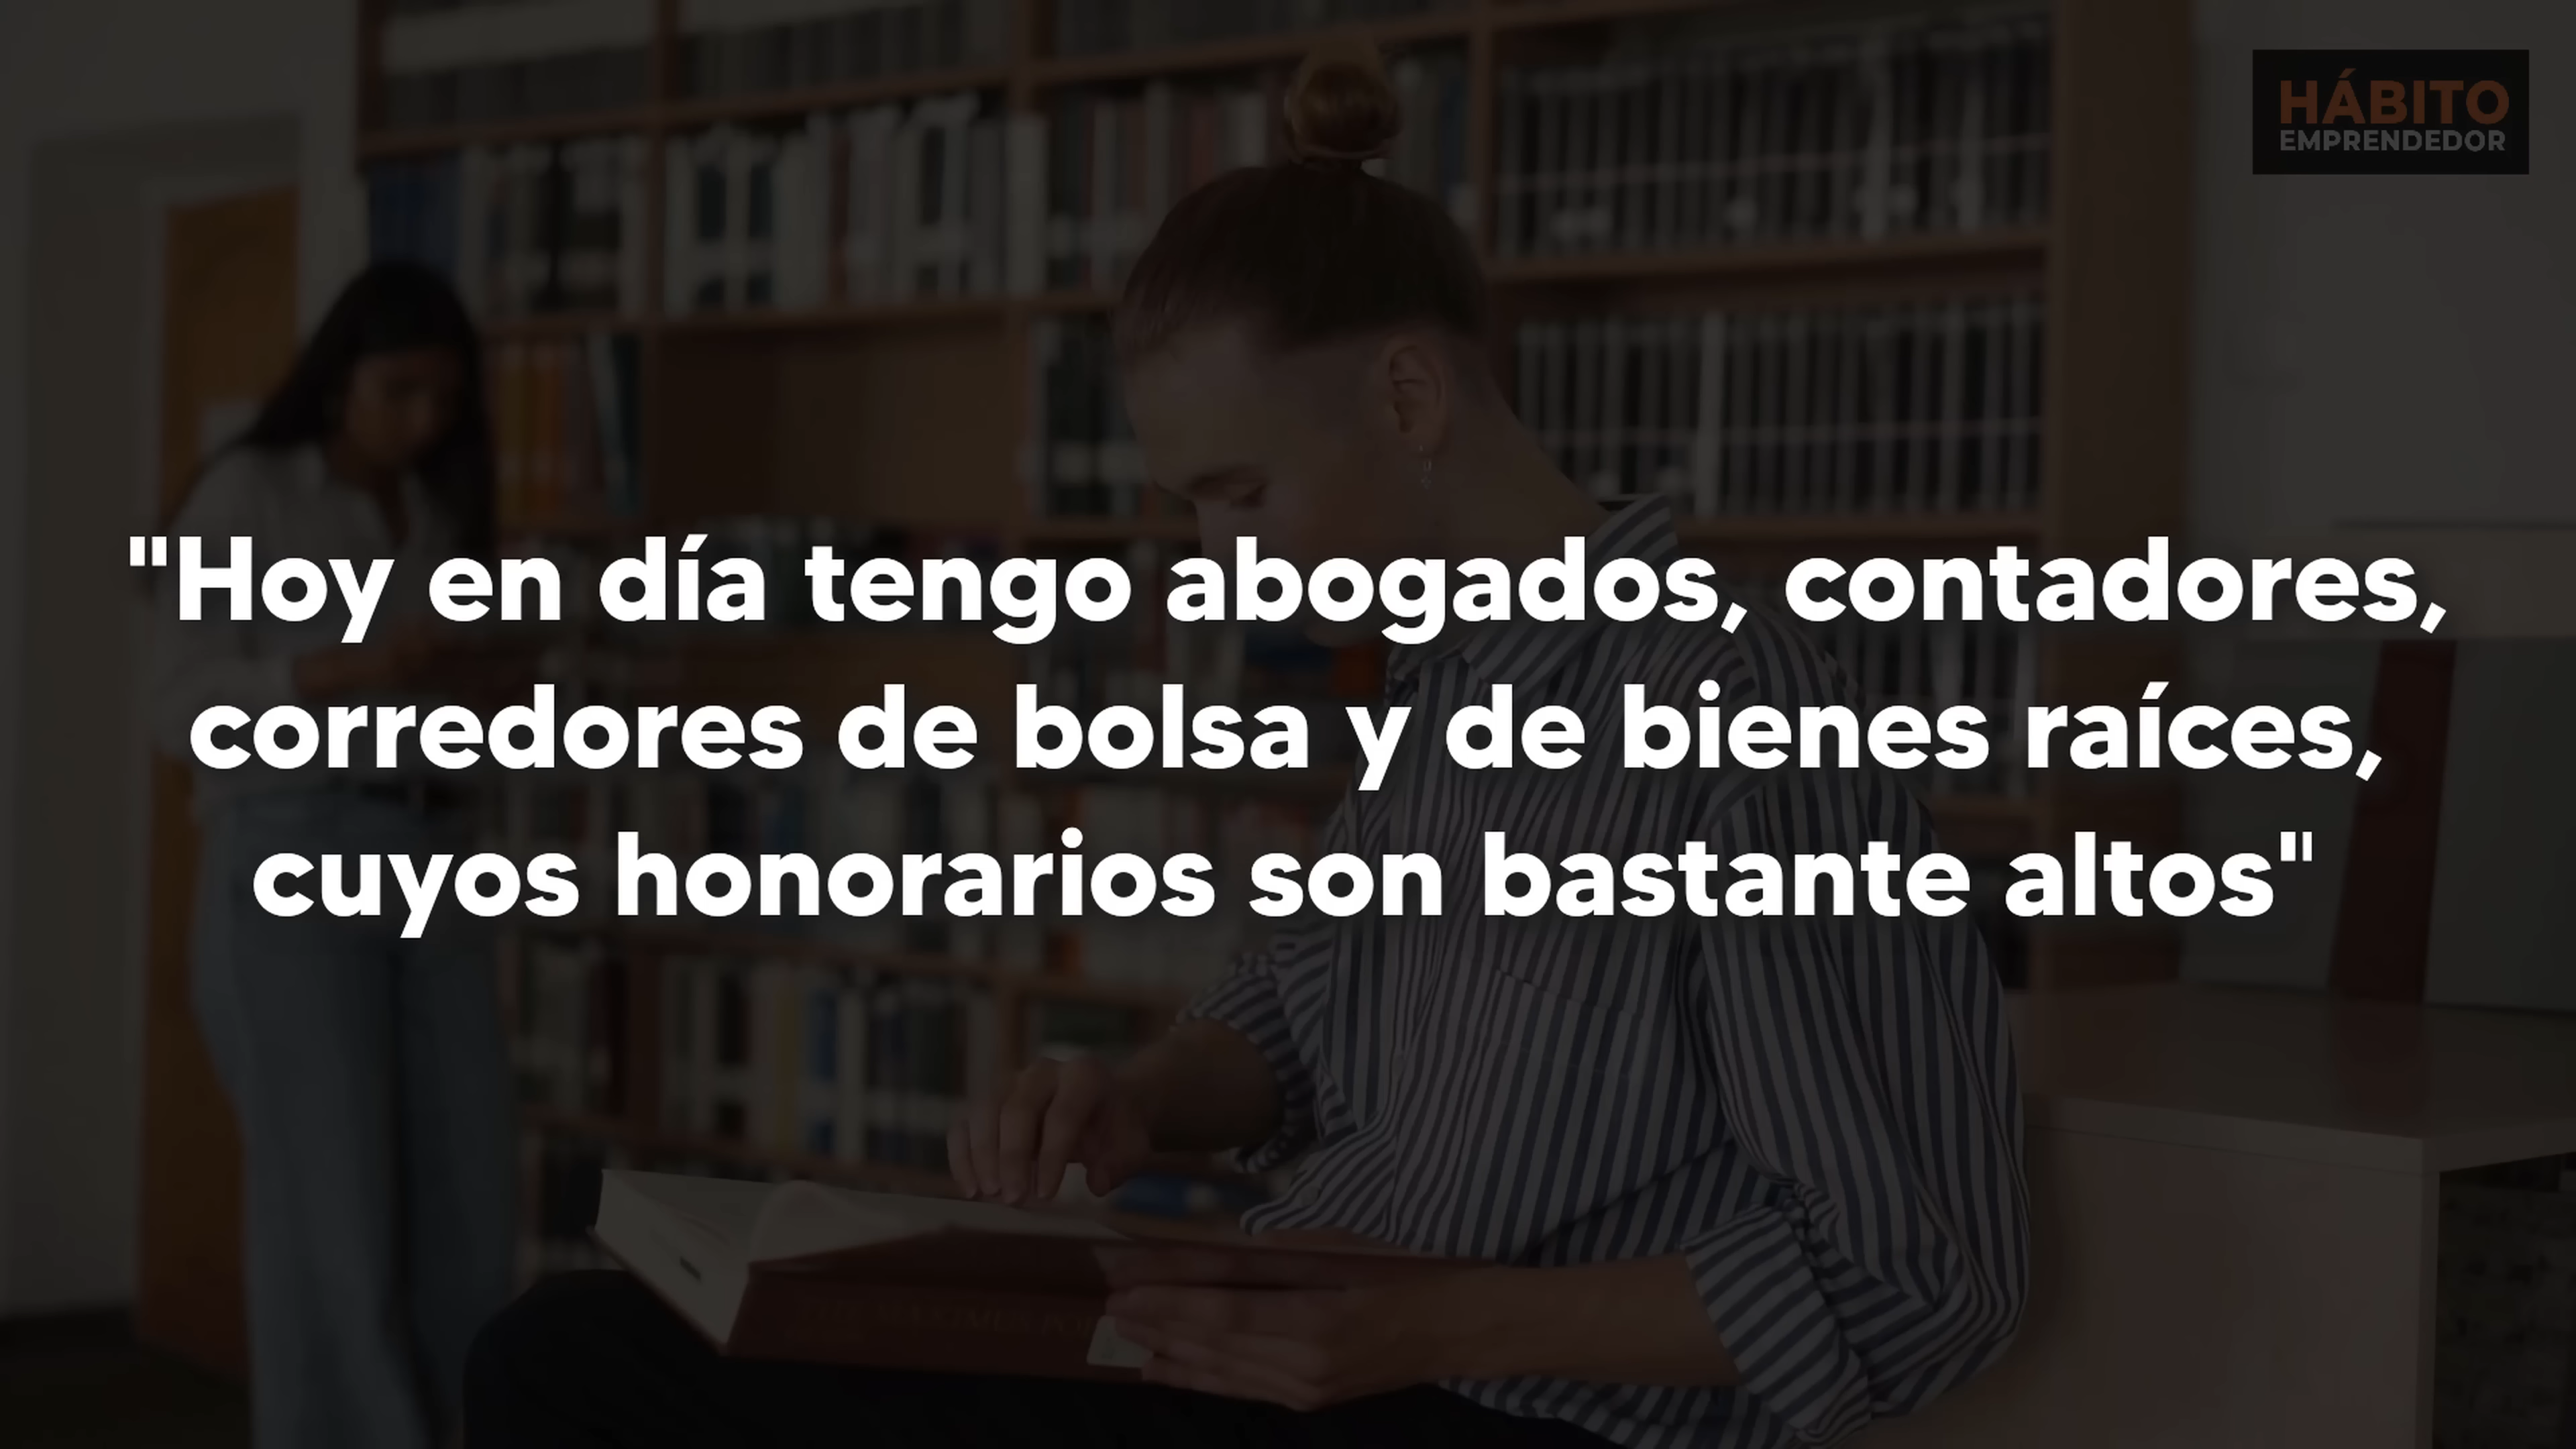 HÁBITO
EMPRENDEDOR
"Hoy en día tengo abogados, contadores,
corredores de bolsa y de bienes raíces,
cuyos honorarios son bastante altos"